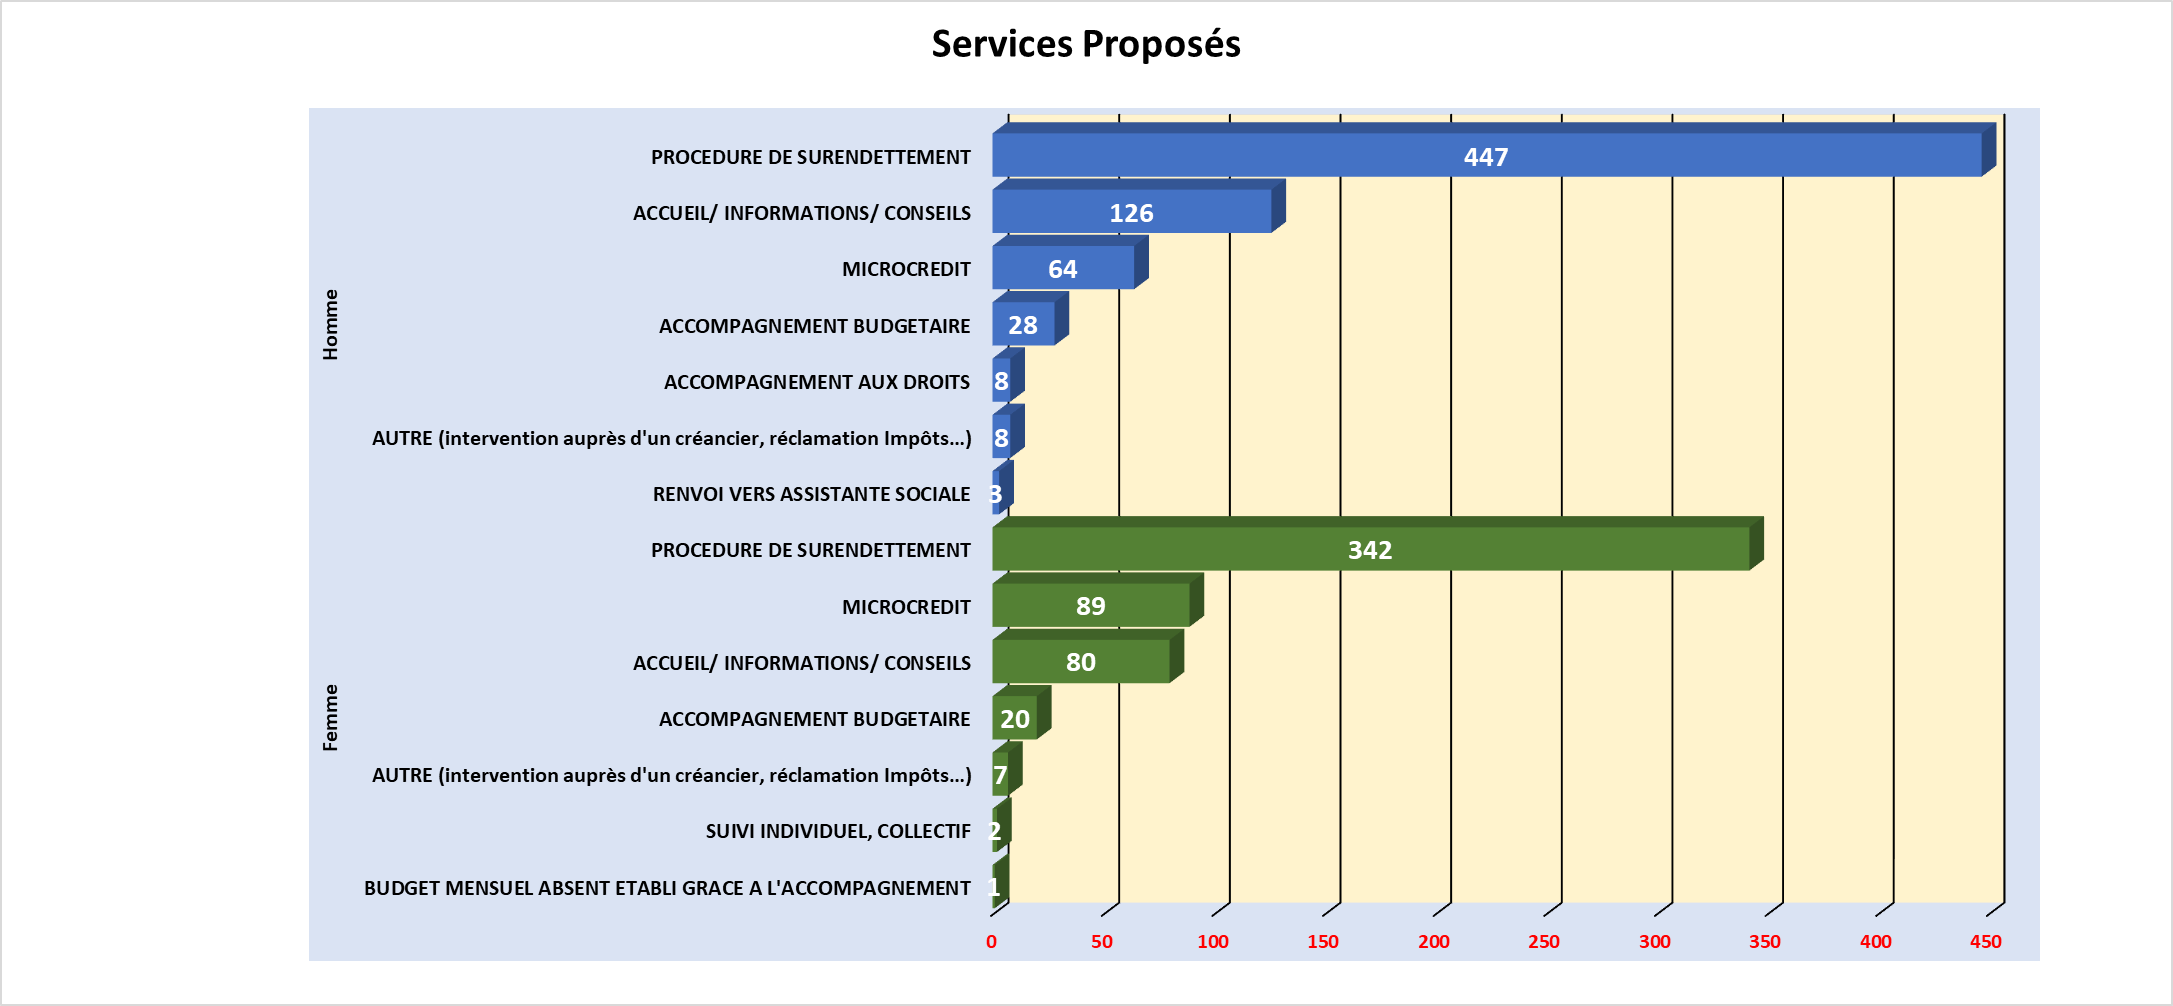 Services Proposés
Homme
PROCEDURE DE SURENDETTEMENT 447
ACCUEIL/ INFORMATIONS/ CONSEILS 126
MICROCREDIT 64
ACCOMPAGNEMENT BUDGETAIRE 28
ACCOMPAGNEMENT AUX DROITS 8
AUTRE (intervention auprès d'un créancier, réclamation Impôts...) 8
RENVOI VERS ASSISTANTE SOCIALE 3
Femme
PROCEDURE DE SURENDETTEMENT 342
MICROCREDIT 89
ACCUEIL/ INFORMATIONS/ CONSEILS 80
ACCOMPAGNEMENT BUDGETAIRE 20
AUTRE (intervention auprès d'un créancier, réclamation Impôts...) 7
SUIVI INDIVIDUEL, COLLECTIF 2
BUDGET MENSUEL ABSENT ETABLI GRACE A L'ACCOMPAGNEMENT 1
0 50 100 150 200 250 300 350 400 450